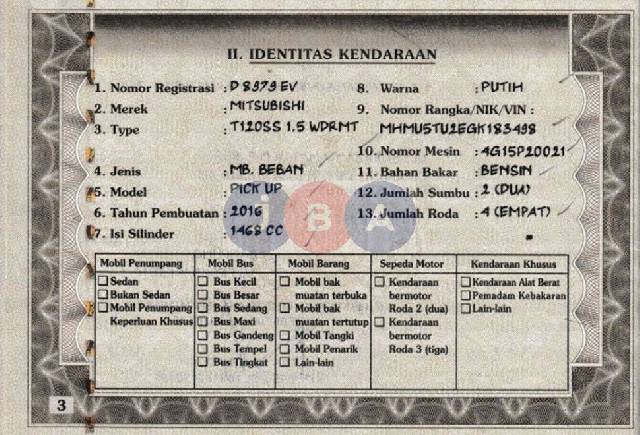 II. IDENTITAS KENDARAAN
1. Nomor Registrasi : D 8979 EV
2. Merek : MITSUBISHI
3. Type : T120SS 1.5 WDRMT
4. Jenis : MB. BEBAN
5. Model : PICK UP
6. Tahun Pembuatan : 2016
7. Isi Silinder : 1468 CC
8. Warna : PUTIH
9. Nomor Rangka/NIK/VIN :
MHMU5TU2EGK183498
10. Nomor Mesin : 4G15P20021
11. Bahan Bakar : BENSIN
12. Jumlah Sumbu : 2 (DUA)
13. Jumlah Roda : 4 (EMPAT)
iBA
Mobil Penumpang
Sedan
Bukan Sedan
Mobil Penumpang
Keperluan Khusus
Mobil Bus
Bus Kecil
Bus Besar
Bus Sedang
Bus Maxi
Bus Gandeng
Bus Tempel
Bus Tingkat
Mobil Barang
Mobil bak
muatan terbuka
Mobil bak
muatan tertutup
Mobil Tangki
Mobil Penarik
Lain-lain
Sepeda Motor
Kendaraan
bermotor
Roda 2 (dua)
Kendaraan
bermotor
Roda 3 (tiga)
Kendaraan Khusus
Kendaraan Alat Berat
Pemadam Kebakaran
Lain-lain
3